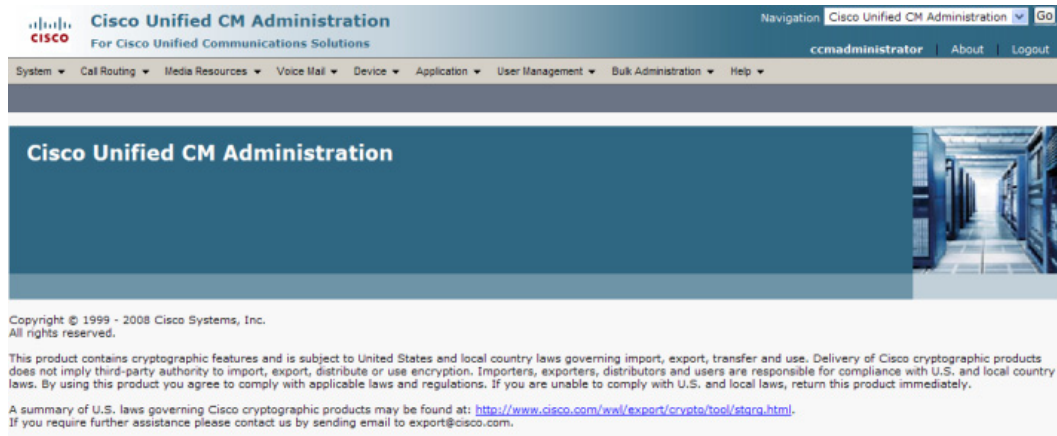 Cisco Unified CM Administration
For Cisco Unified Communications Solutions
CISCO
Navigation Cisco Unified CM Administration Go
ccmadministrator | About | Logout
System Call Routing Media Resources Voice Mail Device Application User Management Bulk Administration Help
Cisco Unified CM Administration
Copyright © 1999 - 2008 Cisco Systems, Inc.
All rights reserved.
This product contains cryptographic features and is subject to United States and local country laws governing import, export, transfer and use. Delivery of Cisco cryptographic products
does not imply third-party authority to import, export, distribute or use encryption. Importers, exporters, distributors and users are responsible for compliance with U.S. and local country
laws. By using this product you agree to comply with applicable laws and regulations. If you are unable to comply with U.S. and local laws, return this product immediately.
A summary of U.S. laws governing Cisco cryptographic products may be found at: http://www.cisco.com/wwl/export/crypto/tool/stqrg.html.
If you require further assistance please contact us by sending email to export@cisco.com.